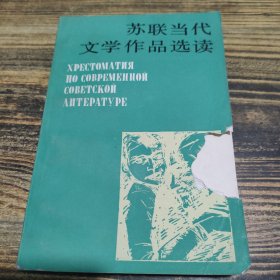 苏联当代
文学作品选读
ХРЕСТОМАТИЯ
ПО СОВРЕМЕННОЙ
СОВЕТСКОЙ
ЛИТЕРАТУРЕ